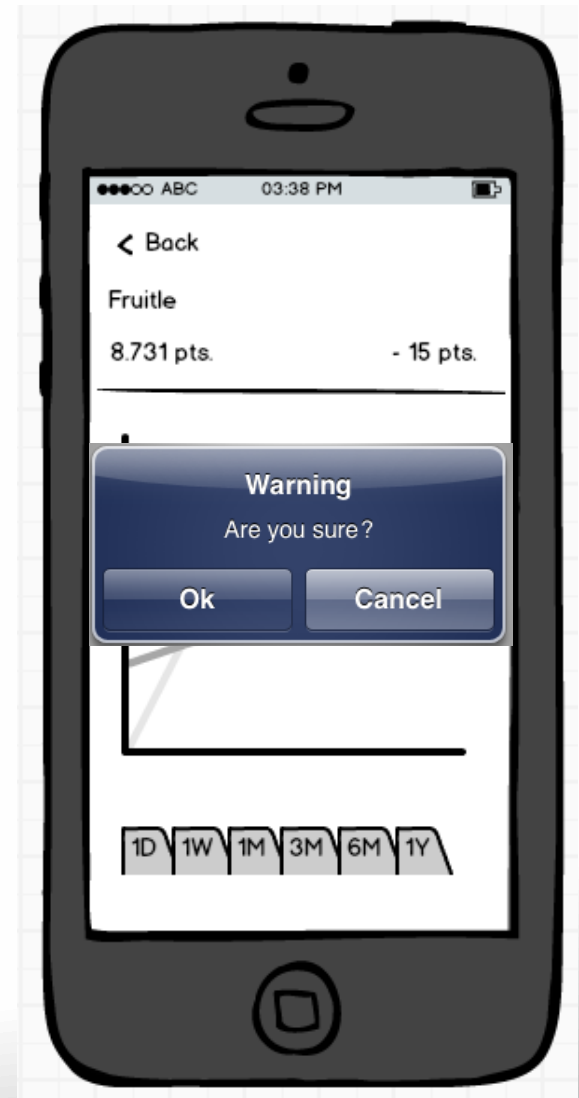 ABC 03:38 PM
< Back
Fruitle
8.731 pts. - 15 pts.
Warning
Are you sure?
Ok Cancel
1D 1W 1M 3M 6M 1Y